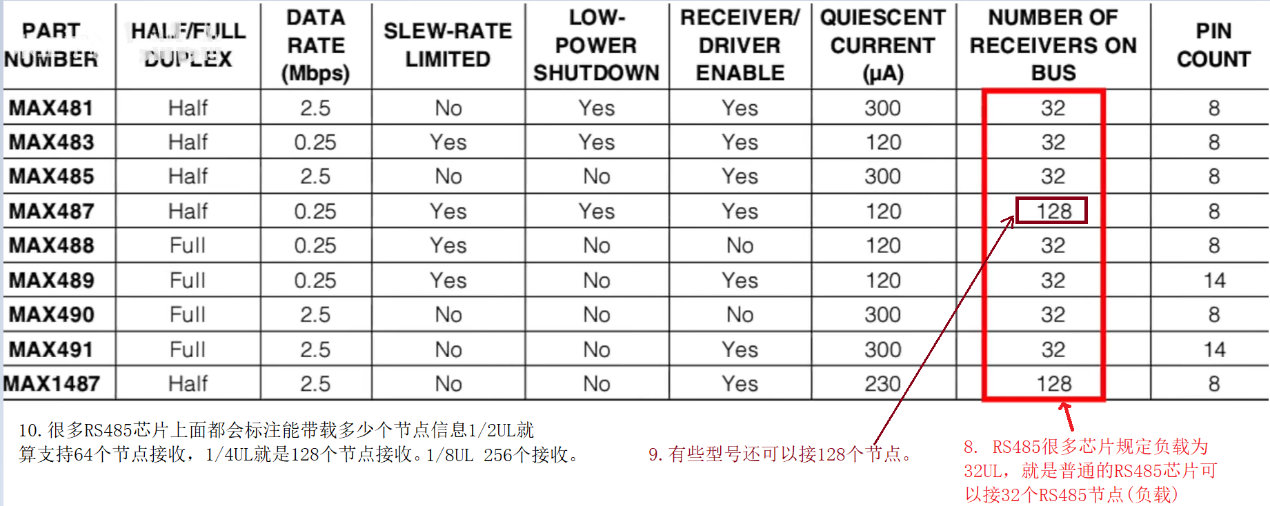 PART NUMBER HALF/FULL DUPLEX DATA RATE (Mbps) SLEW-RATE LIMITED LOW-POWER SHUTDOWN RECEIVER/DRIVER ENABLE QUIESCENT CURRENT (µA) NUMBER OF RECEIVERS ON BUS PIN COUNT
MAX481 Half 2.5 No Yes Yes 300 32 8
MAX483 Half 0.25 Yes Yes Yes 120 32 8
MAX485 Half 2.5 No No Yes 300 32 8
MAX487 Half 0.25 Yes Yes Yes 120 128 8
MAX488 Full 0.25 Yes No No 120 32 8
MAX489 Full 0.25 Yes No Yes 120 32 14
MAX490 Full 2.5 No No No 300 32 8
MAX491 Full 2.5 No No Yes 300 32 14
MAX1487 Half 2.5 No No Yes 230 128 8
10.很多RS485芯片上面都会标注能带载多少个节点信息1/2UL就
算支持64个节点接收，1/4UL就是128个节点接收。1/8UL 256个接收。
9.有些型号还可以接128个节点。
8. RS485很多芯片规定负载为
32UL，就是普通的RS485芯片可
以接32个RS485节点(负载)